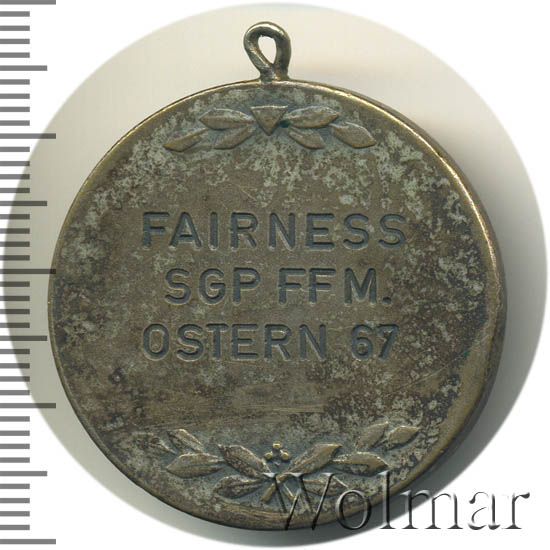 FAIRNESS
SGP FFM.
OSTERN 67
Wolmar